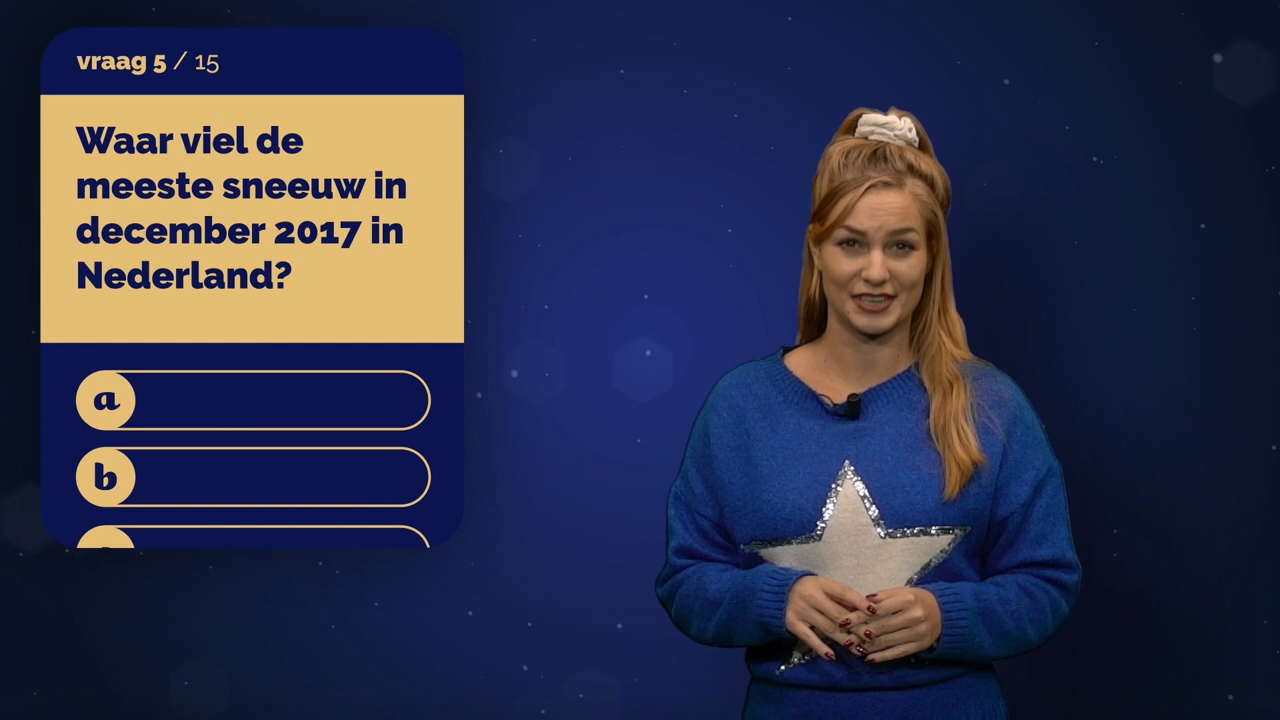 vraag 5 / 15
Waar viel de
meeste sneeuw in
december 2017 in
Nederland?
a
b